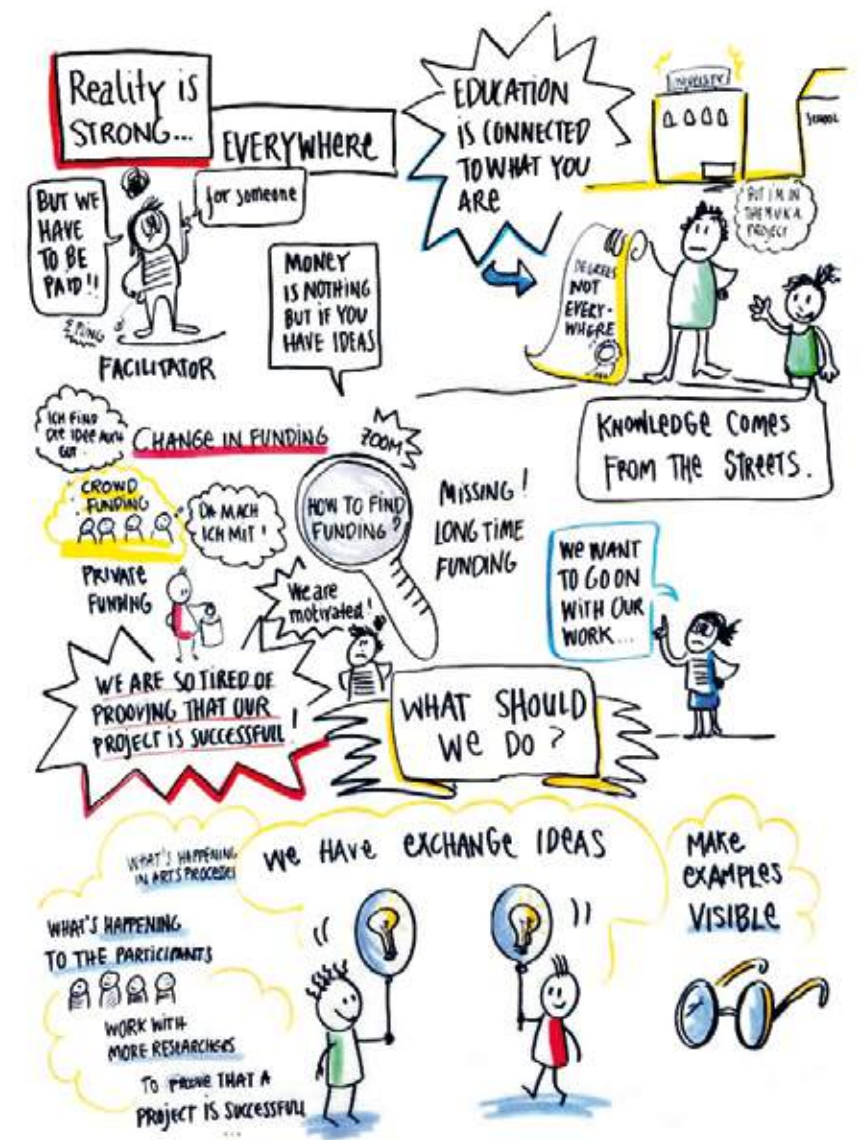 Reality is
STRONG...
EVERYWHERE
for someone
BUT WE
HAVE
TO BE
PAID!!
PLING
FACILITATOR
MONEY
IS NOTHING
BUT IF YOU
HAVE IDEAS
EDUCATION
IS CONNECTED
TO WHAT YOU
ARE
SCHOOL
BUT I'M IN
THE MUKA
PROJECT
DEGREES
NOT
EVERY-
WHERE
KNOWLEDGE COMES
FROM THE STREETS.
ICH FIND
DIE IDEE AUCH
GUT
CHANGE IN FUNDING
ZOOM
CROWD
FUNDING
DA MACH
ICH MIT!
HOW TO FIND
FUNDING?
MISSING!
LONG TIME
FUNDING
PRIVATE
FUNDING
We are
motivated!
WE WANT
TO GO ON
WITH OUR
WORK...
WE ARE SO TIRED OF
PROOVING THAT OUR
PROJECT IS SUCCESSFULL!
WHAT SHOULD
WE DO?
WHAT'S HAPPENING
IN ARTS PROCESSES
WE HAVE EXCHANGE IDEAS
MAKE
EXAMPLES
VISIBLE
WHAT'S HAPPENING
TO THE PARTICIPANTS
WORK WITH
MORE RESEARCHERS
TO PROVE THAT A
PROJECT IS SUCCESSFULL
...